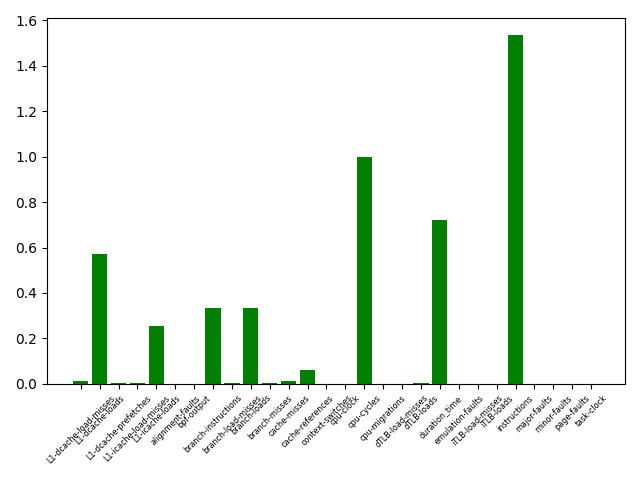 1.6
1.4
1.2
1.0
0.8
0.6
0.4
0.2
0.0
L1-dcache-load-misses
L1-dcache-loads
L1-dcache-prefetches
L1-icache-load-misses
L1-icache-loads
alignment-faults
bpf-output
branch-instructions
branch-load-misses
branch-loads
branch-misses
cache-misses
cache-references
context-switches
cpu-clock
cpu-cycles
cpu-migrations
dTLB-load-misses
dTLB-loads
duration_time
emulation-faults
iTLB-load-misses
iTLB-loads
instructions
major-faults
minor-faults
page-faults
task-clock